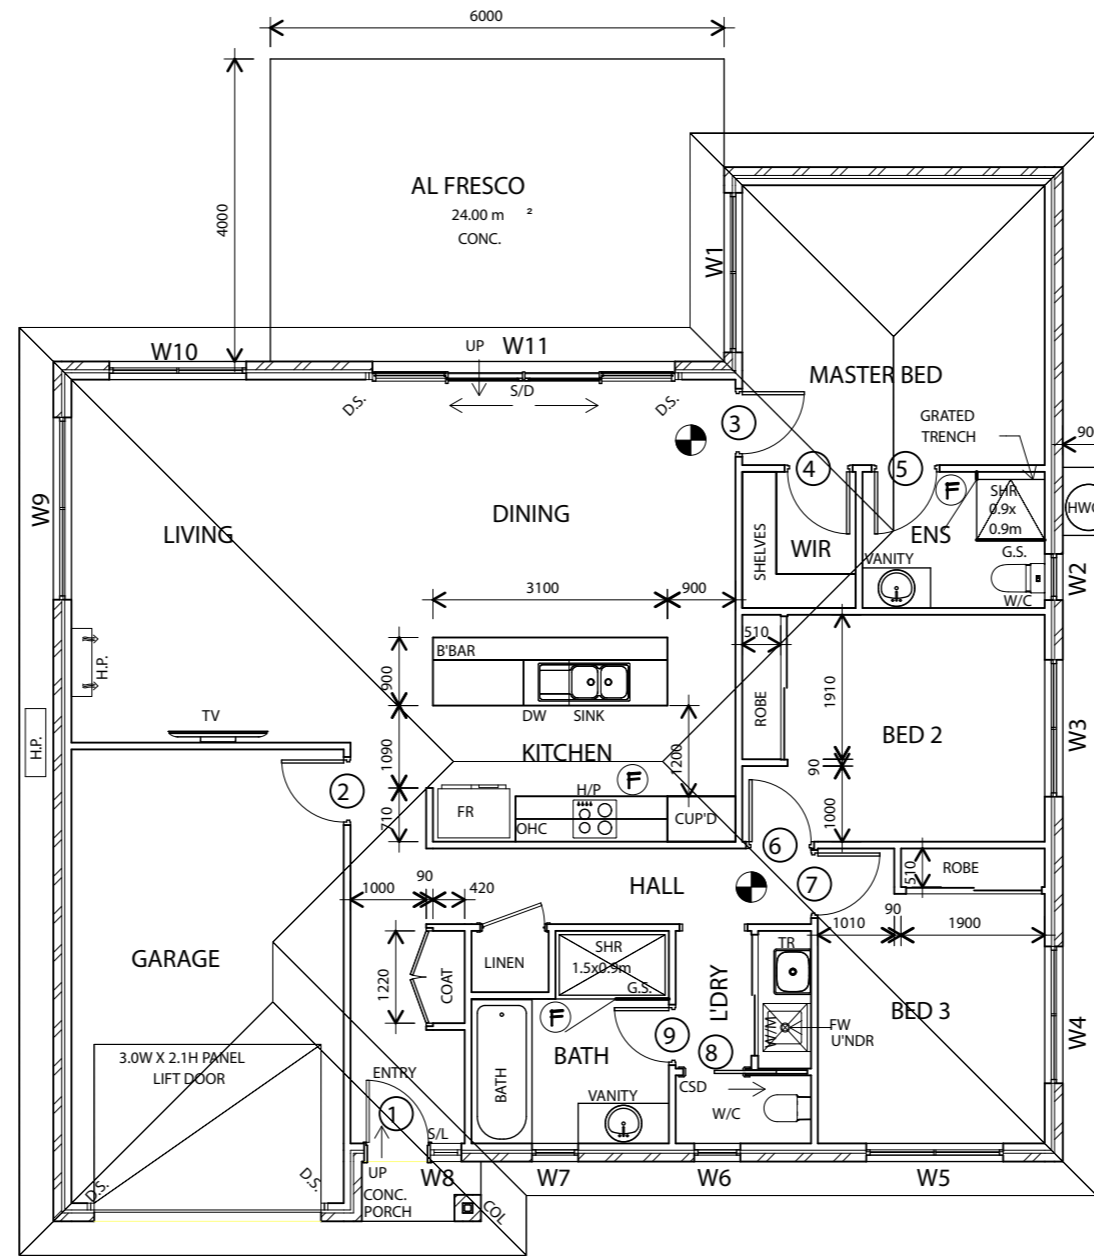 6000
4000
AL FRESCO
24.00 m ²
CONC.
W1
W10
UP
W11
S/D
D.S.
D.S.
MASTER BED
GRATED
TRENCH
3
4
5
90
F
SHR
0.9x
0.9m
HWC
W9
LIVING
DINING
SHELVES
WIR
ENS
VANITY
G.S.
W/C
W2
3100
900
B'BAR
510
900
H.P.
H.P.
ROBE
1910
DW
SINK
TV
KITCHEN
BED 2
W3
1090
1200
90
2
F
H/P
FR
OHC
CUP'D
710
1000
6
7
HALL
510
ROBE
1000
90
420
1010
90
1900
GARAGE
1220
COAT
LINEN
SHR
1.5x0.9m
G.S.
TR
L'DRY
W/M
FW
U'NDR
BED 3
W4
F
BATH
BATH
9
8
3.0W X 2.1H PANEL
LIFT DOOR
ENTRY
1
S/L
VANITY
CSD
W/C
UP
CONC.
PORCH
D.S.
D.S.
COL
W8
W7
W6
W5